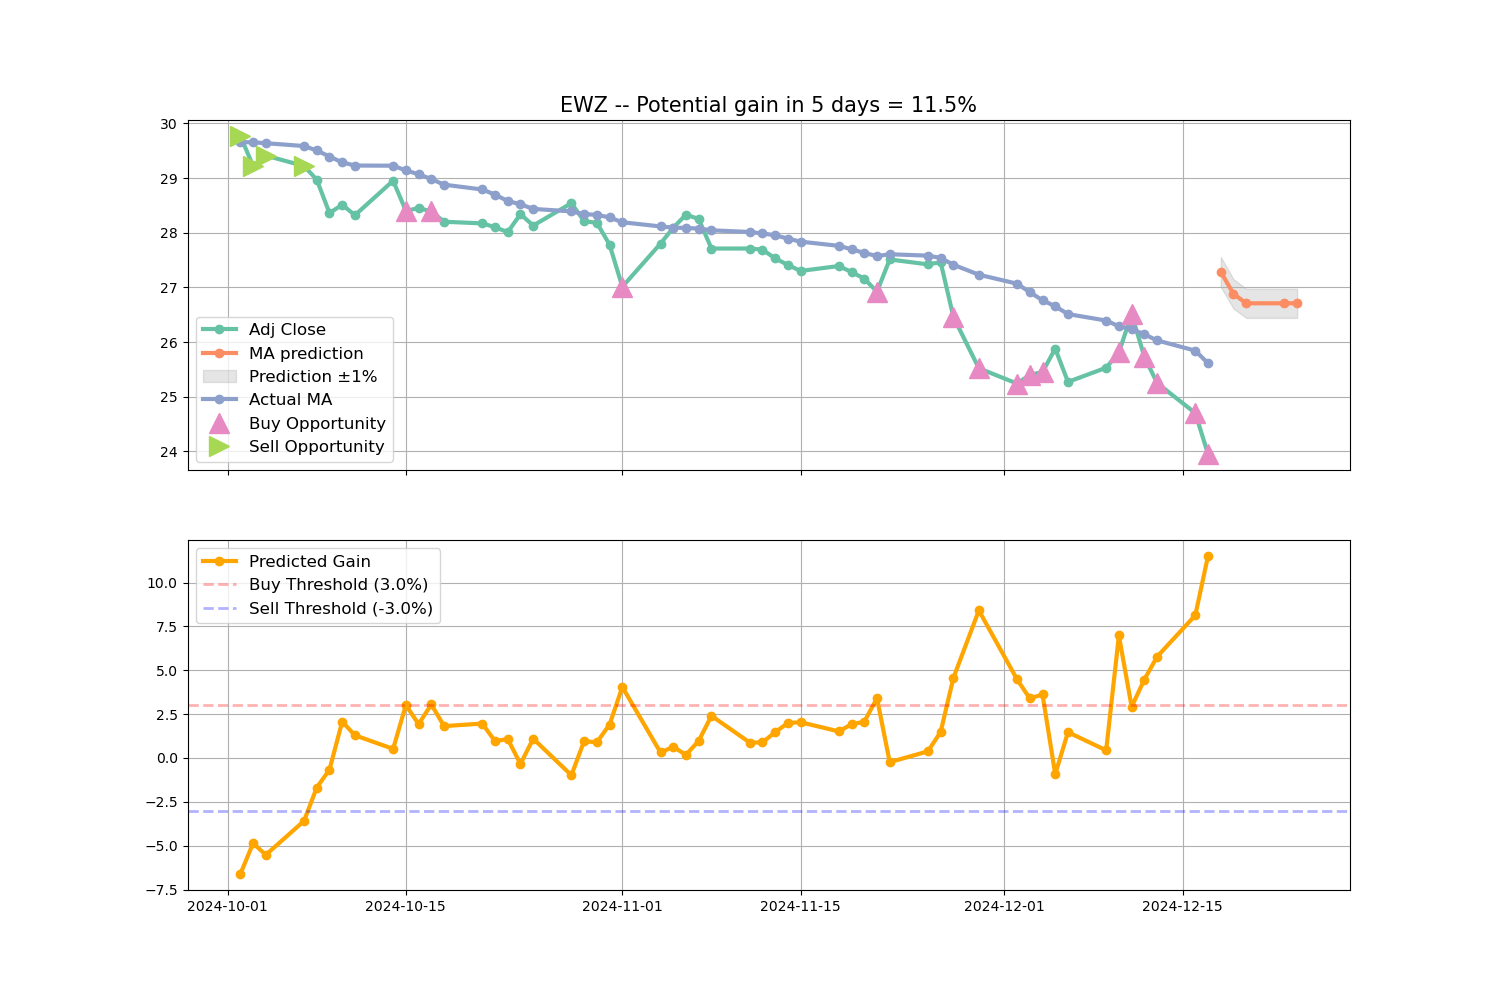 EWZ -- Potential gain in 5 days = 11.5%
30
29
28
27
26
25
24
Adj Close
MA prediction
Prediction ±1%
Actual MA
Buy Opportunity
Sell Opportunity
10.0
7.5
5.0
2.5
0.0
−2.5
−5.0
−7.5
Predicted Gain
Buy Threshold (3.0%)
Sell Threshold (-3.0%)
2024-10-01 2024-10-15 2024-11-01 2024-11-15 2024-12-01 2024-12-15